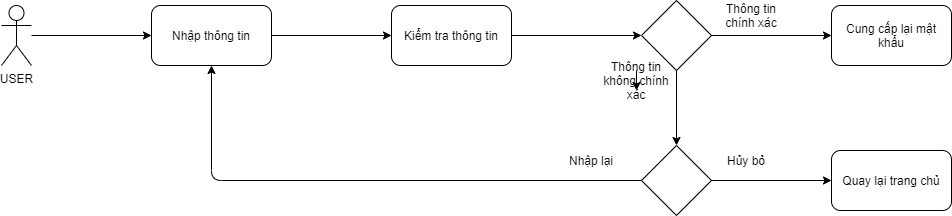 Thông tin
chính xác
Nhập thông tin
Kiểm tra thông tin
Cung cấp lại mật
khẩu
USER
Thông tin
không chính
xác
Nhập lại
Hủy bỏ
Quay lại trang chủ